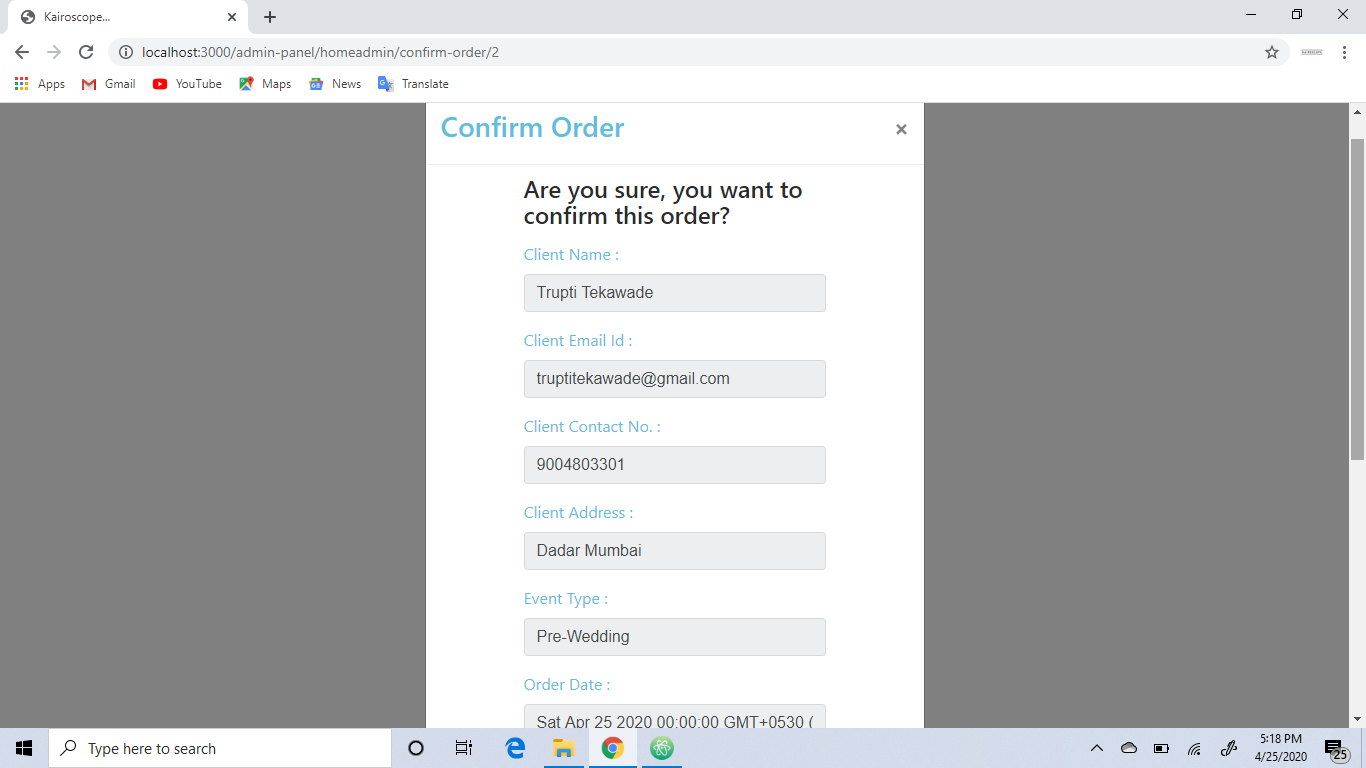 Kairoscope...
localhost:3000/admin-panel/homeadmin/confirm-order/2
Apps Gmail YouTube Maps News Translate
Confirm Order ×
Are you sure, you want to
confirm this order?
Client Name :
Trupti Tekawade
Client Email Id :
truptitekawade@gmail.com
Client Contact No. :
9004803301
Client Address :
Dadar Mumbai
Event Type :
Pre-Wedding
Order Date :
Sat Apr 25 2020 00:00:00 GMT+0530 (
Type here to search
5:18 PM
4/25/2020
25